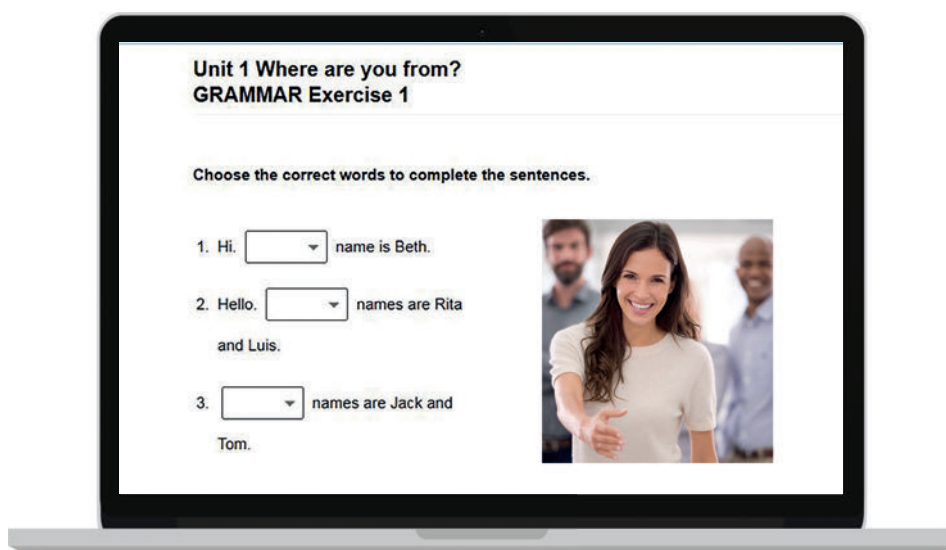 Unit 1 Where are you from?
GRAMMAR Exercise 1
Choose the correct words to complete the sentences.
1. Hi. name is Beth.
2. Hello. names are Rita
and Luis.
3. names are Jack and
Tom.